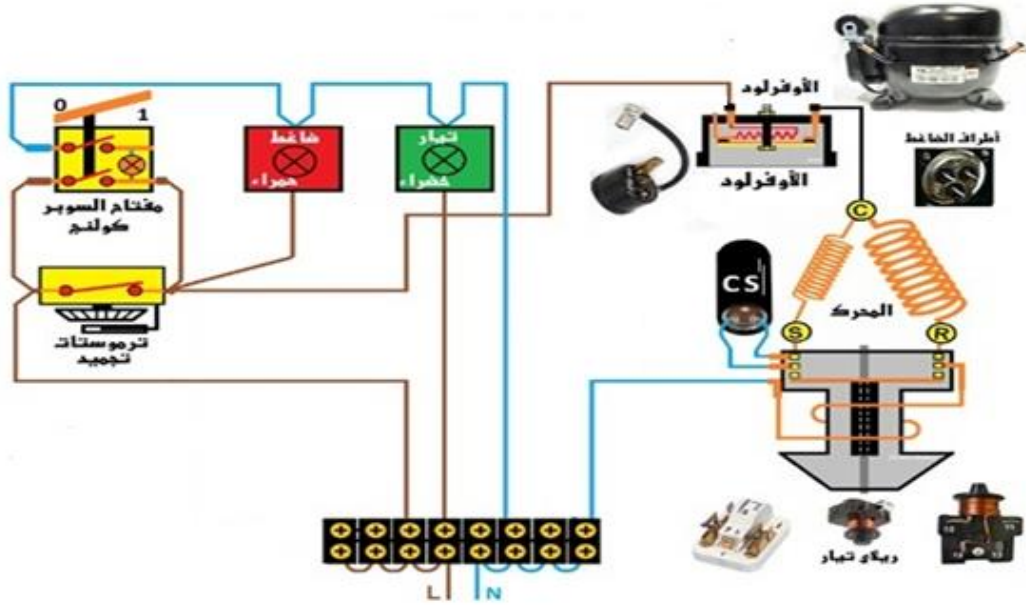 0
1
مفتاح السوبر
كولنج
ضاغط
حمراء
تيار
خضراء
الأوفرلود
الأوفرلود
أطراف الضاغط
ترموستات
تجميد
C
CS
المحرك
S
R
ريلاي تيار
L
N